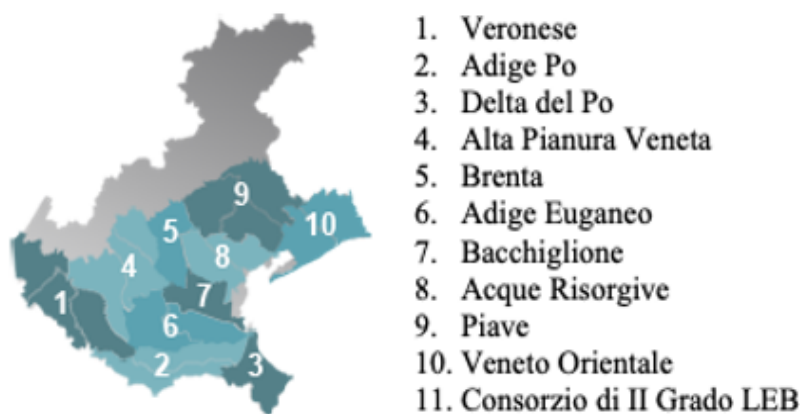 1. Veronese
2. Adige Po
3. Delta del Po
4. Alta Pianura Veneta
5. Brenta
6. Adige Euganeo
7. Bacchiglione
8. Acque Risorgive
9. Piave
10. Veneto Orientale
11. Consorzio di II Grado LEB
9
10
5
8
4
7
1
6
2
3